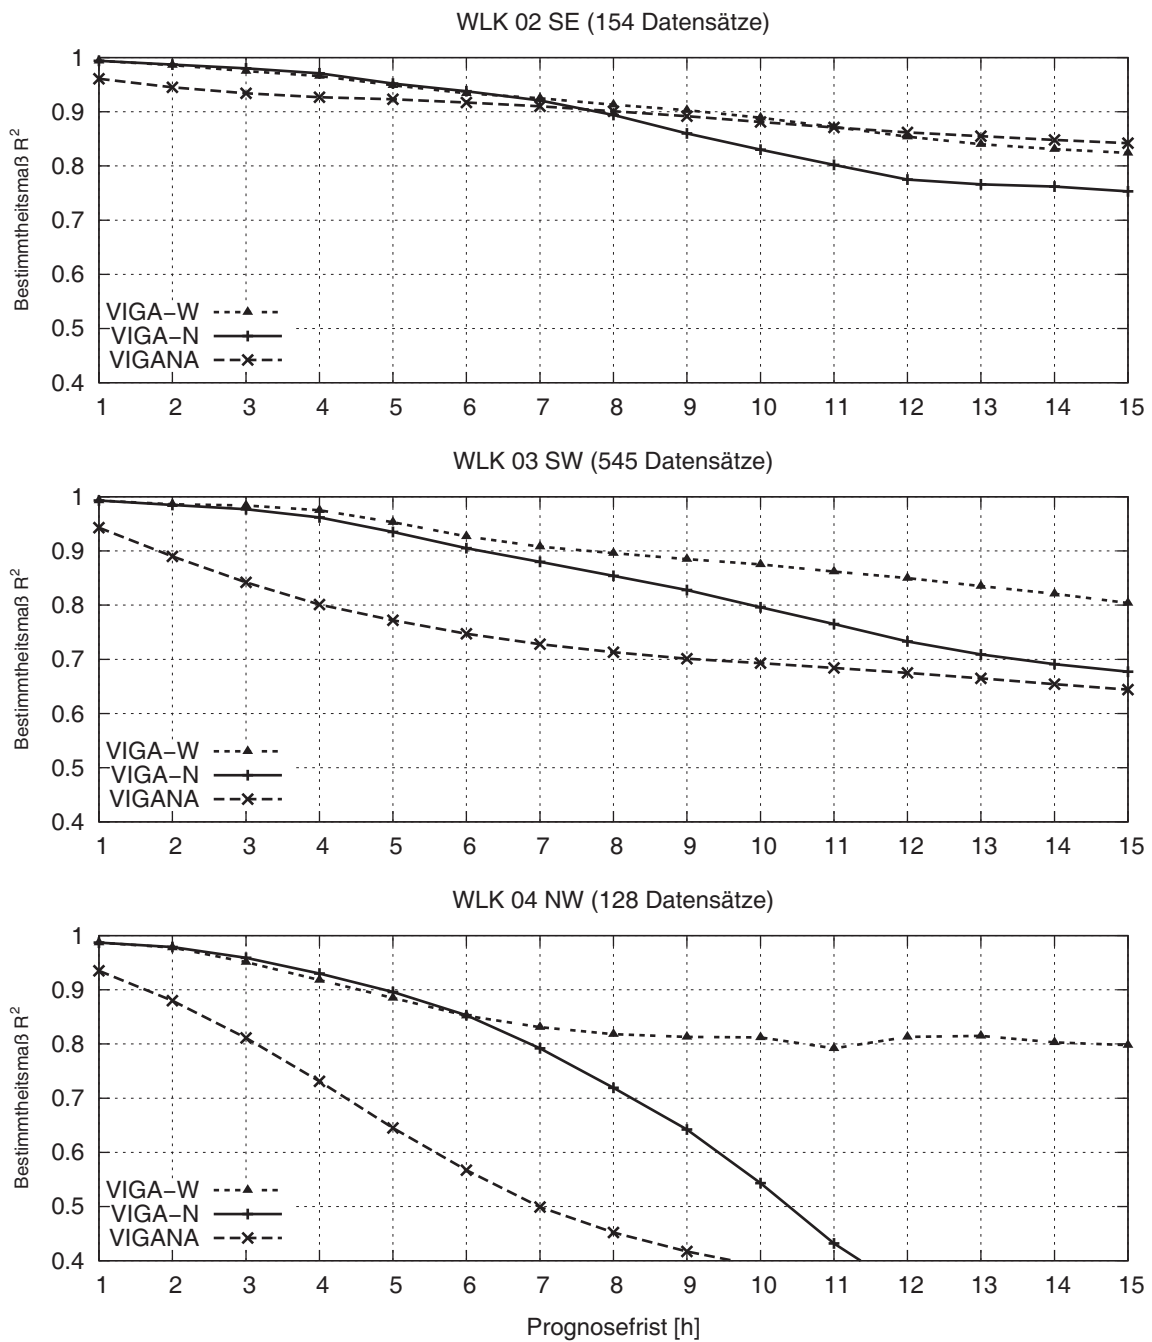 WLK 02 SE (154 Datensätze)
1
0.9
0.8
0.7
0.6
0.5
0.4
Bestimmtheitsmaß R²
VIGA−W
VIGA−N
VIGANA
1 2 3 4 5 6 7 8 9 10 11 12 13 14 15
WLK 03 SW (545 Datensätze)
1
0.9
0.8
0.7
0.6
0.5
0.4
Bestimmtheitsmaß R²
VIGA−W
VIGA−N
VIGANA
1 2 3 4 5 6 7 8 9 10 11 12 13 14 15
WLK 04 NW (128 Datensätze)
1
0.9
0.8
0.7
0.6
0.5
0.4
Bestimmtheitsmaß R²
VIGA−W
VIGA−N
VIGANA
1 2 3 4 5 6 7 8 9 10 11 12 13 14 15
Prognosefrist [h]